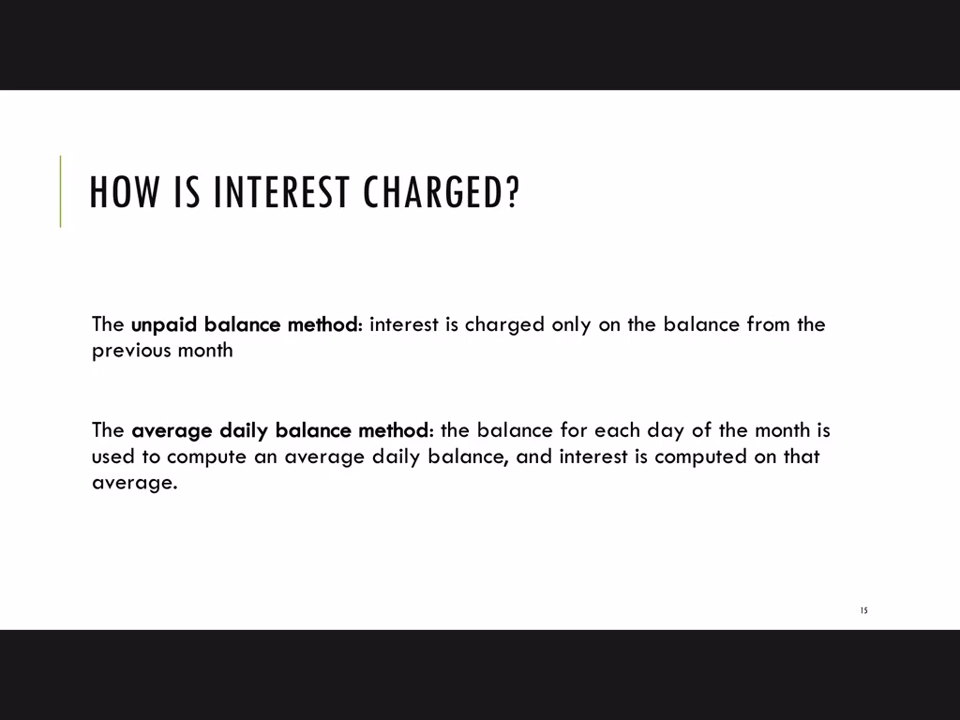 HOW IS INTEREST CHARGED?
The unpaid balance method: interest is charged only on the balance from the
previous month
The average daily balance method: the balance for each day of the month is
used to compute an average daily balance, and interest is computed on that
average.
15